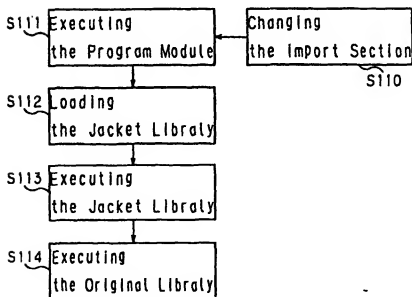 S111
Executing
the Program Module
Changing
the Import Section
S110
S112
Loading
the Jacket Libraly
S113
Executing
the Jacket Libraly
S114
Executing
the Original Libraly